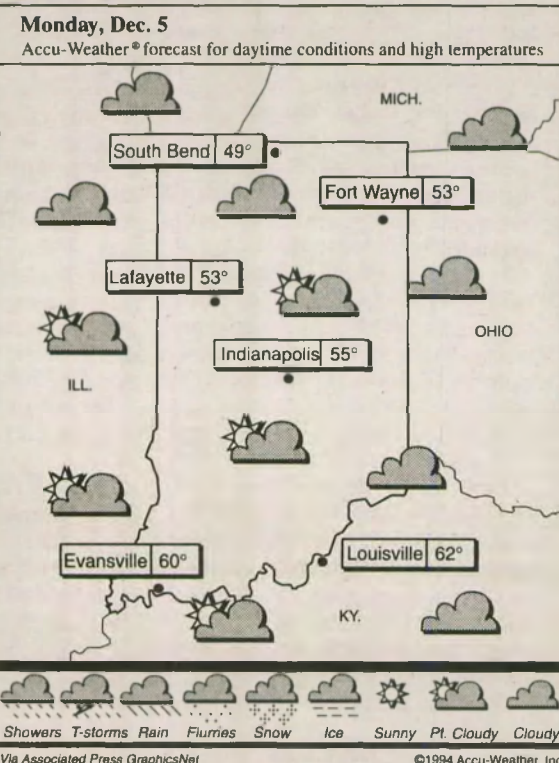 Monday, Dec. 5
Accu-Weather® forecast for daytime conditions and high temperatures
MICH.
South Bend 49°
Fort Wayne 53°
Lafayette 53°
OHIO
Indianapolis 55°
ILL.
Evansville 60°
Louisville 62°
KY.
Showers T-storms Rain Flurries Snow Ice Sunny Pt. Cloudy Cloudy
Via Associated Press GraphicsNet
©1994 Accu-Weather, Inc